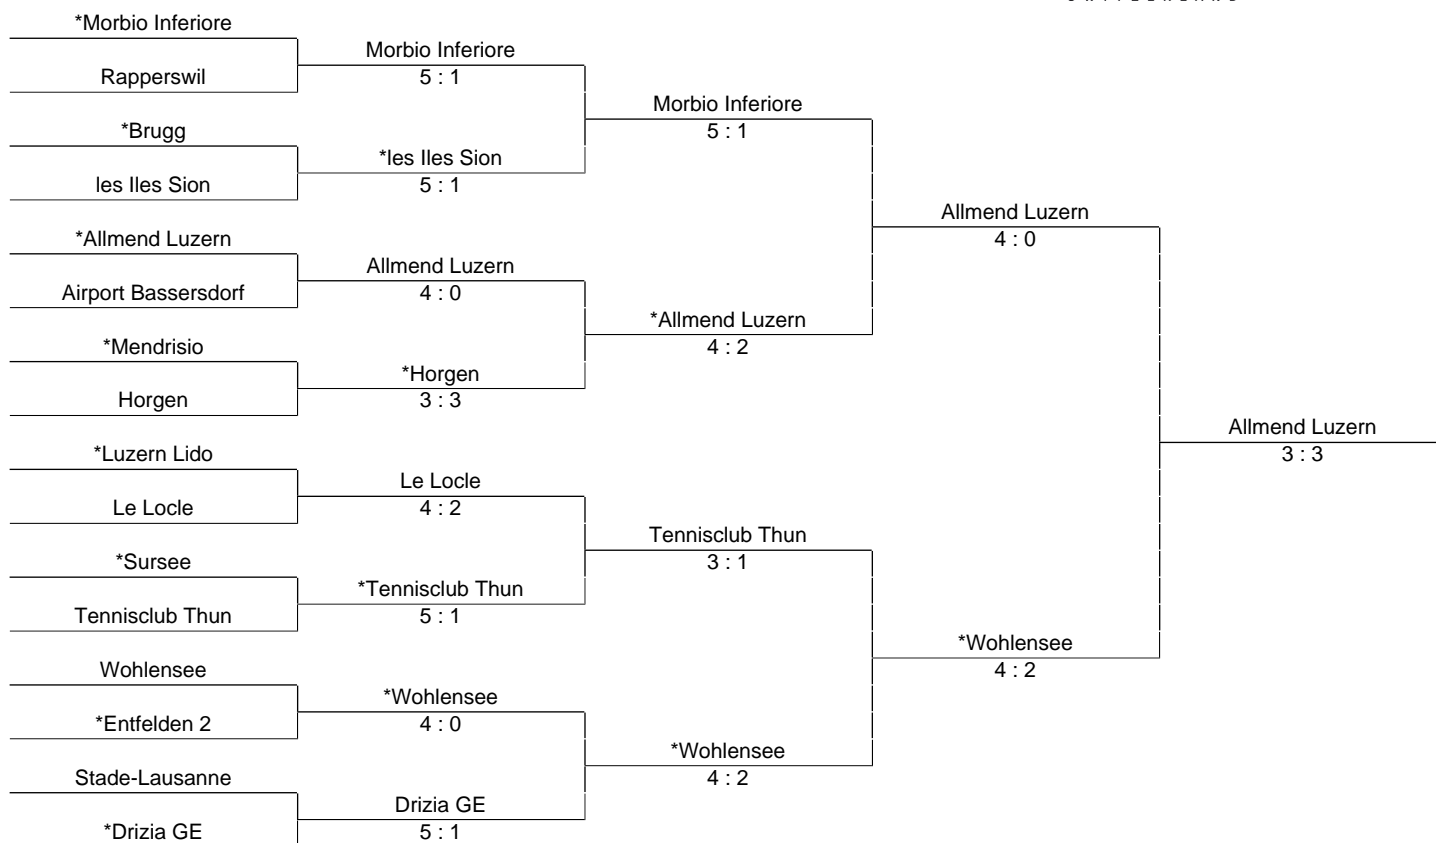 *Morbio Inferiore
Rapperswil
*Brugg
les Iles Sion
*Allmend Luzern
Airport Bassersdorf
*Mendrisio
Horgen
*Luzern Lido
Le Locle
*Sursee
Tennisclub Thun
Wohlensee
*Entfelden 2
Stade-Lausanne
*Drizia GE
Morbio Inferiore
5 : 1
*les Iles Sion
5 : 1
Allmend Luzern
4 : 0
*Horgen
3 : 3
Le Locle
4 : 2
*Tennisclub Thun
5 : 1
*Wohlensee
4 : 0
Drizia GE
5 : 1
Morbio Inferiore
5 : 1
*Allmend Luzern
4 : 2
Tennisclub Thun
3 : 1
*Wohlensee
4 : 2
Allmend Luzern
4 : 0
*Wohlensee
4 : 2
Allmend Luzern
3 : 3